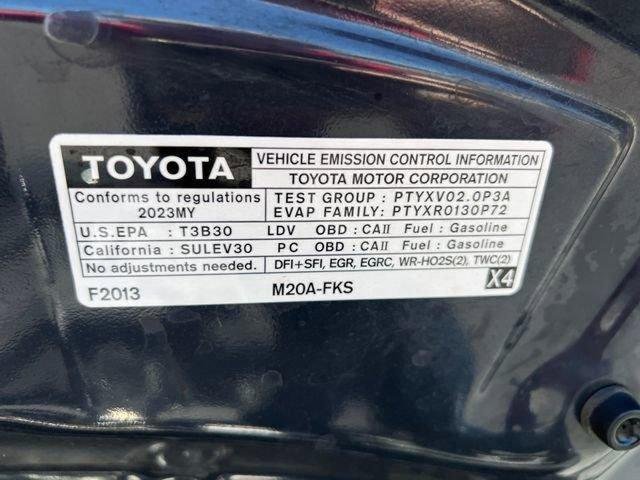 TOYOTA
VEHICLE EMISSION CONTROL INFORMATION
TOYOTA MOTOR CORPORATION
Conforms to regulations
2023MY
TEST GROUP : PTYXV02.0P3A
EVAP FAMILY: PTYXR0130P72
U.S.EPA : T3B30 LDV OBD : CAII Fuel : Gasoline
California : SULEV30 PC OBD : CAII Fuel : Gasoline
No adjustments needed. DFI+SFI, EGR, EGRC, WR-HO2S(2), TWC(2)
F2013 M20A-FKS X4